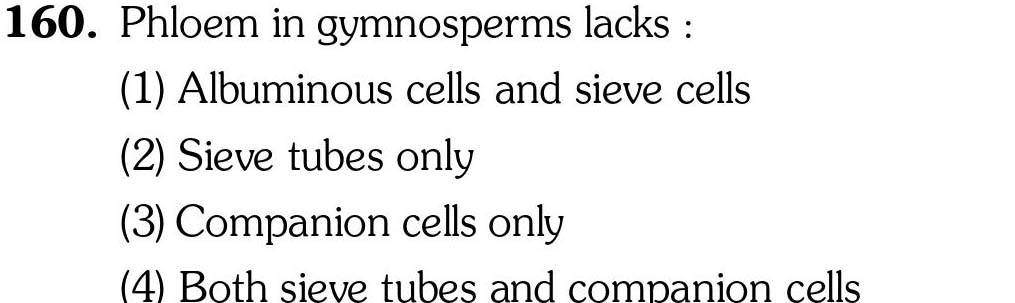 160. Phloem in gymnosperms lacks :
(1) Albuminous cells and sieve cells
(2) Sieve tubes only
(3) Companion cells only
(4) Both sieve tubes and companion cells